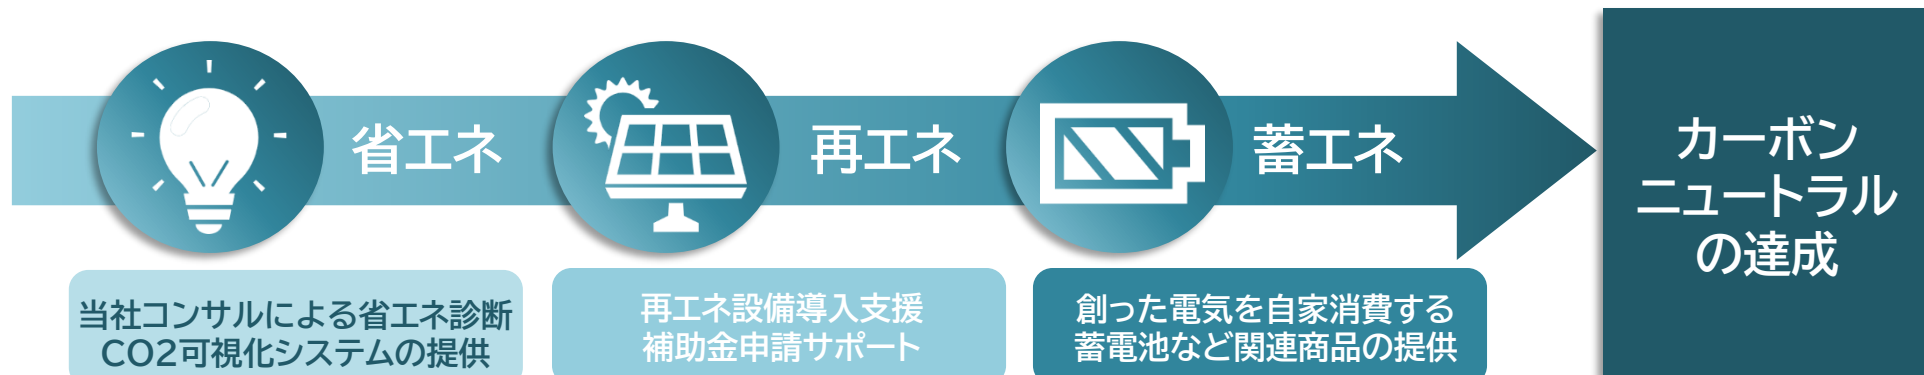 省エネ
再エネ
蓄エネ
カーボン
ニュートラル
の達成
当社コンサルによる省エネ診断
CO2可視化システムの提供
再エネ設備導入支援
補助金申請サポート
創った電気を自家消費する
蓄電池など関連商品の提供